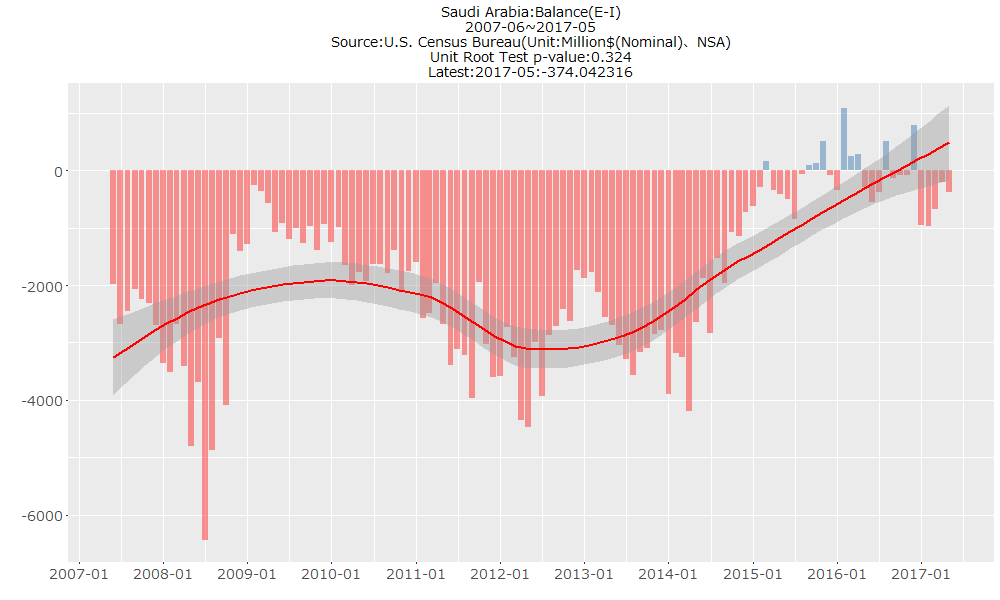 Saudi Arabia:Balance(E-I)
2007-06~2017-05
Source:U.S. Census Bureau(Unit:Million$(Nominal)、NSA)
Unit Root Test p-value:0.324
Latest:2017-05:-374.042316
0
-2000
-4000
-6000
2007-01 2008-01 2009-01 2010-01 2011-01 2012-01 2013-01 2014-01 2015-01 2016-01 2017-01